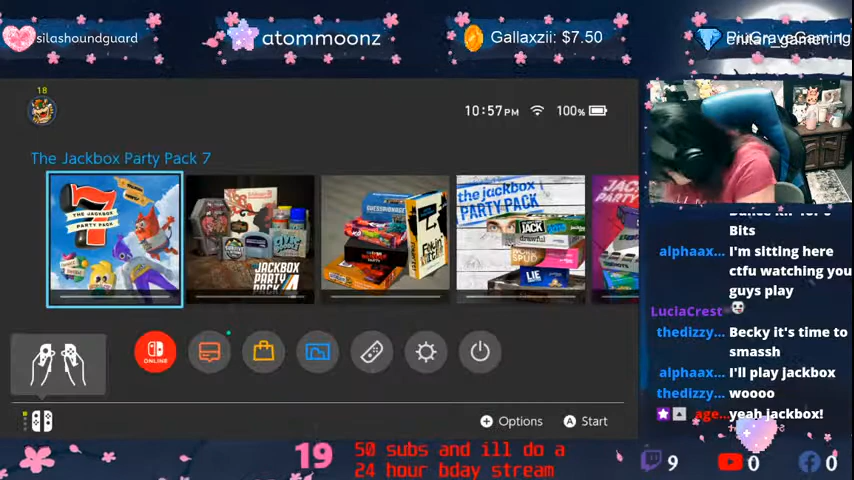 silashoundguard
atommoonz
Gallaxzii: $7.50
PiuGraveGaming
18
10:57PM
100%
The Jackbox Party Pack 7
7
THE JACKBOX PARTY PACK
JACKBOX PARTY PACK
the jackbox PARTY PACK
Bits
alphaax... I'm sitting here
ctfu watching you
guys play
LuciaCrest
thedizzy... Becky it's time to
smassh
alphaax... I'll play jackbox
thedizzy... woooo
age... yeah jackbox!
ONLINE
Options
Start
19
50 subs and ill do a
24 hour bday stream
9
0
0